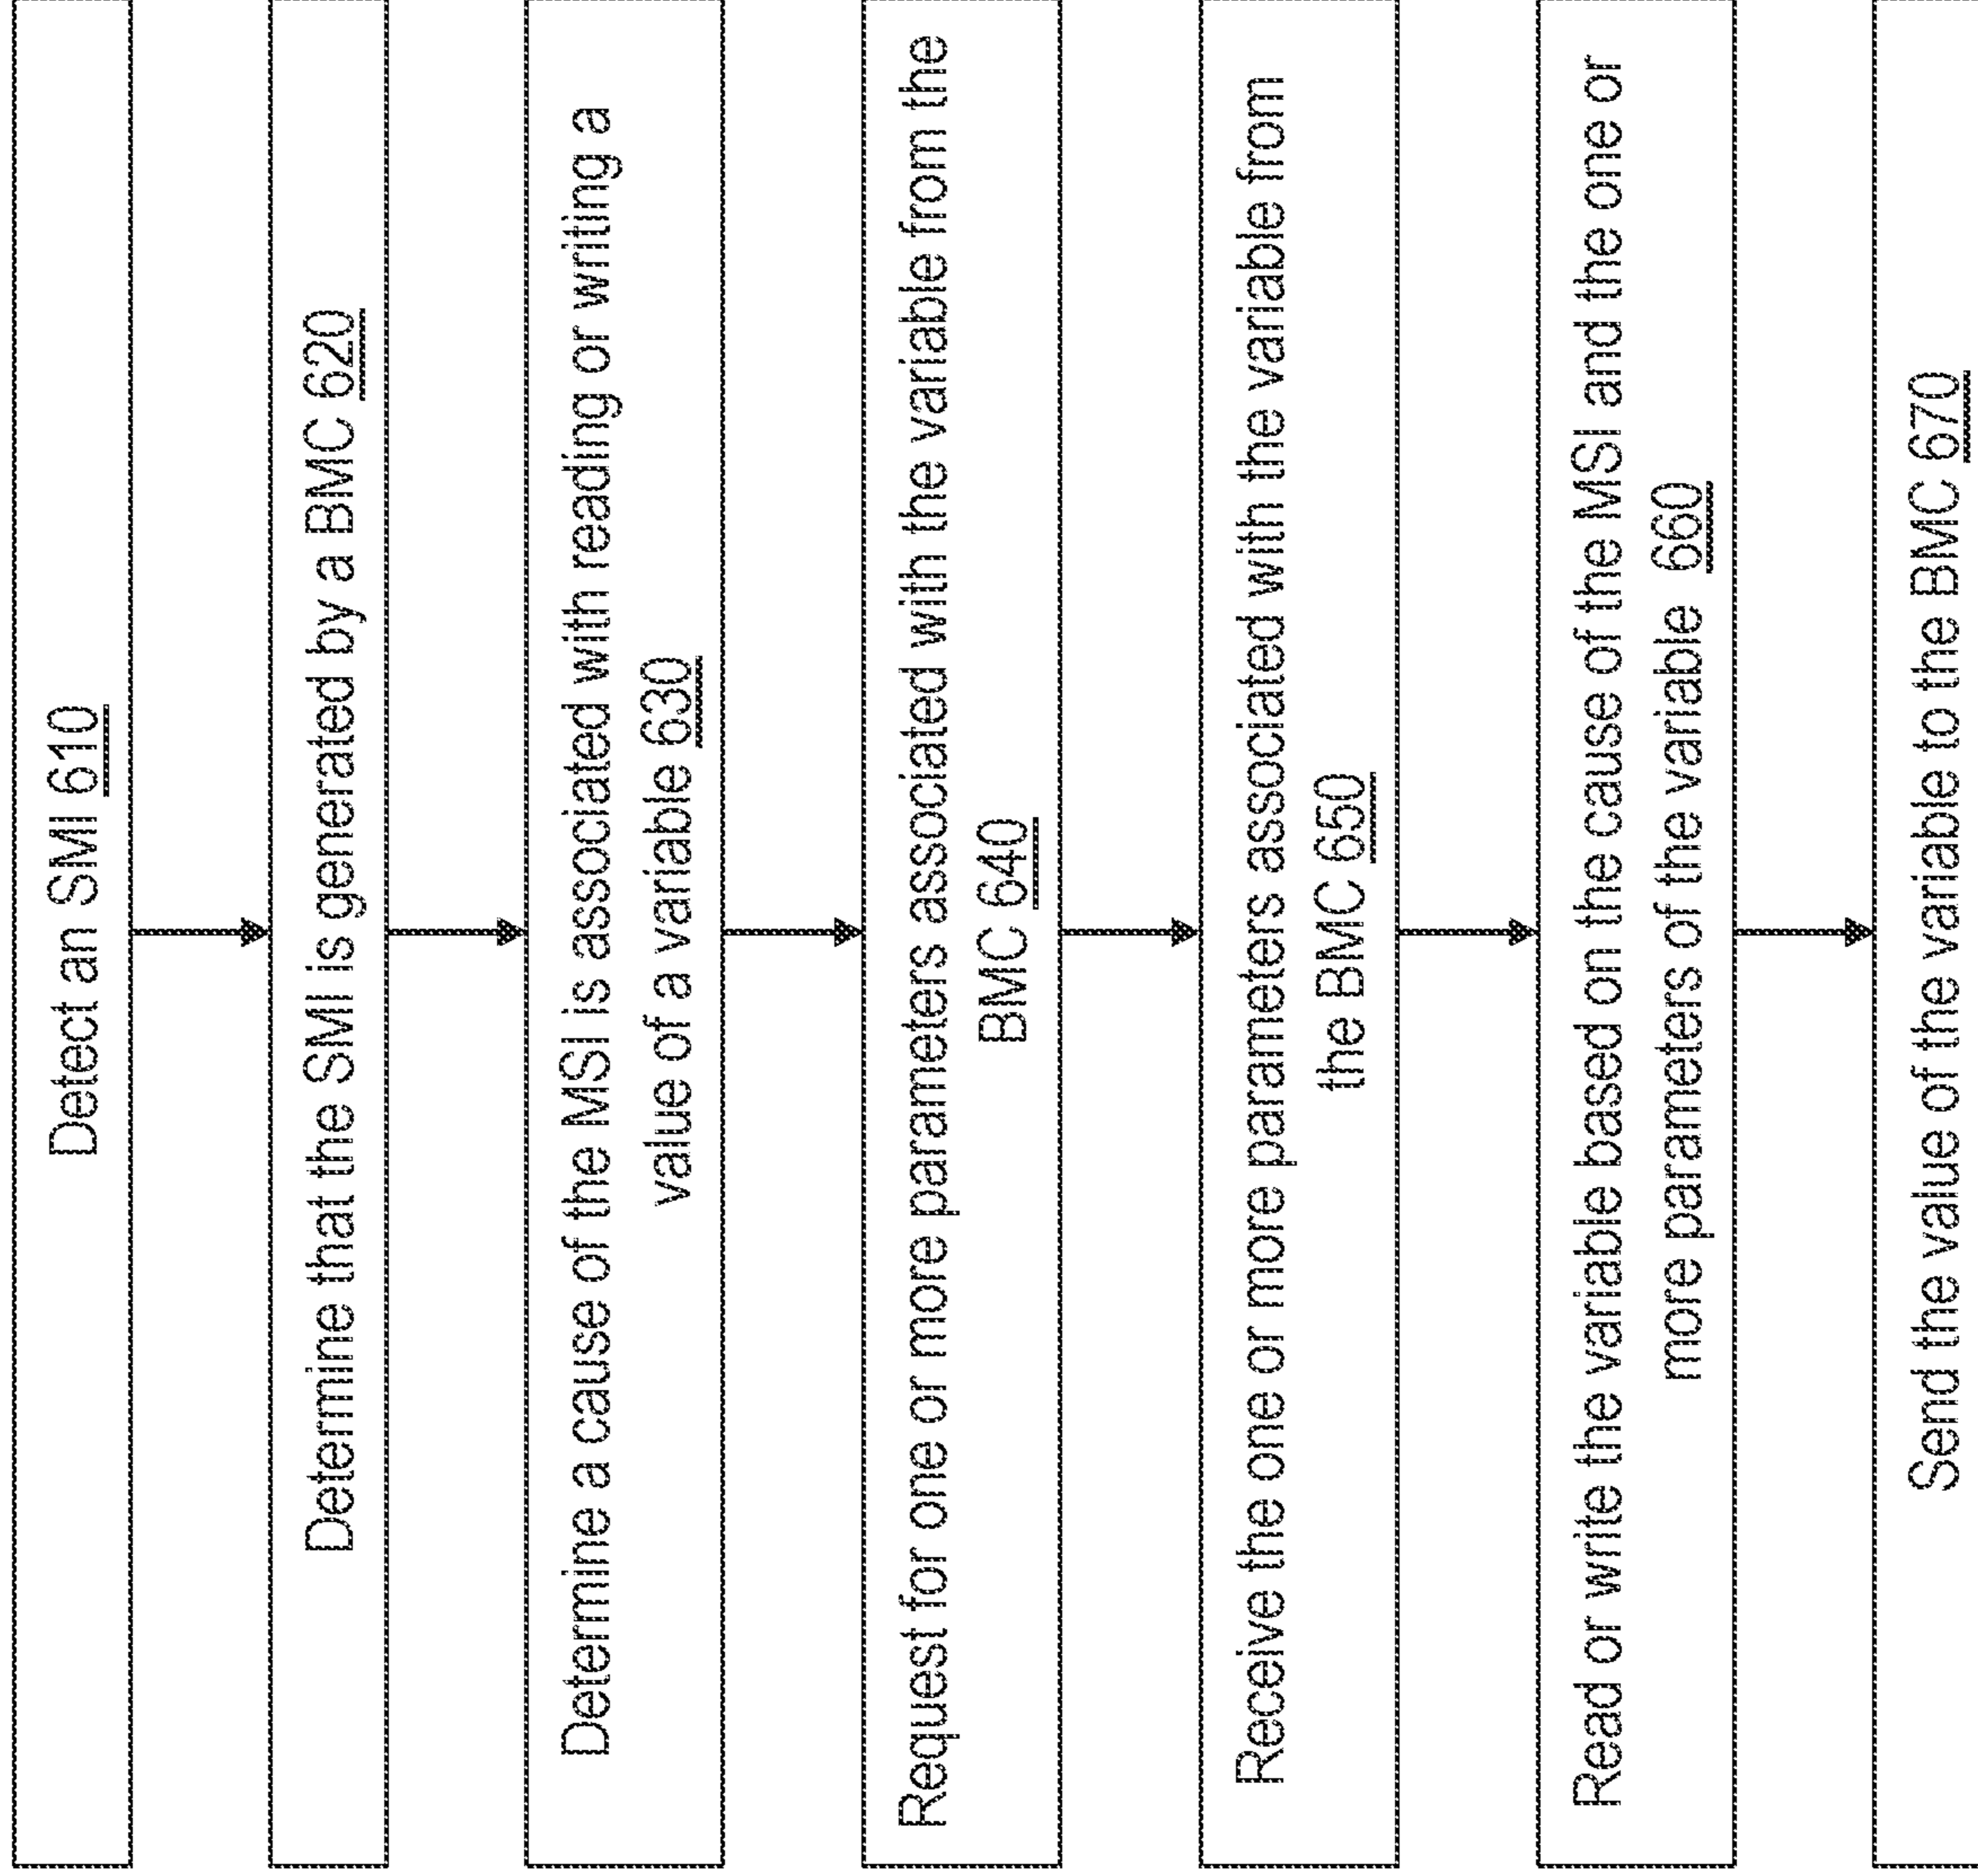 Detect an SMI 610
Determine that the SMI is generated by a BMC 620
Determine a cause of the MSI is associated with reading or writing a
value of a variable 630
Request for one or more parameters associated with the variable from the
BMC 640
Receive the one or more parameters associated with the variable from
the BMC 650
Read or write the variable based on the cause of the MSI and the one or
more parameters of the variable 660
Send the value of the variable to the BMC 670